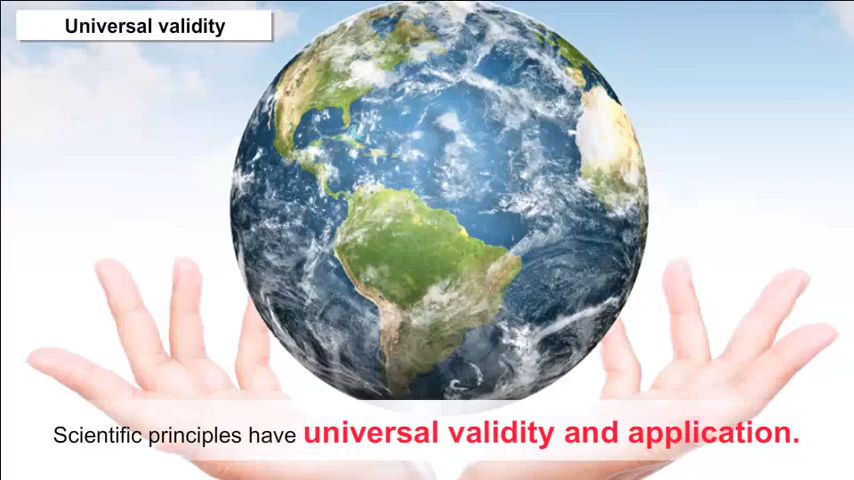 Universal validity
Scientific principles have universal validity and application.